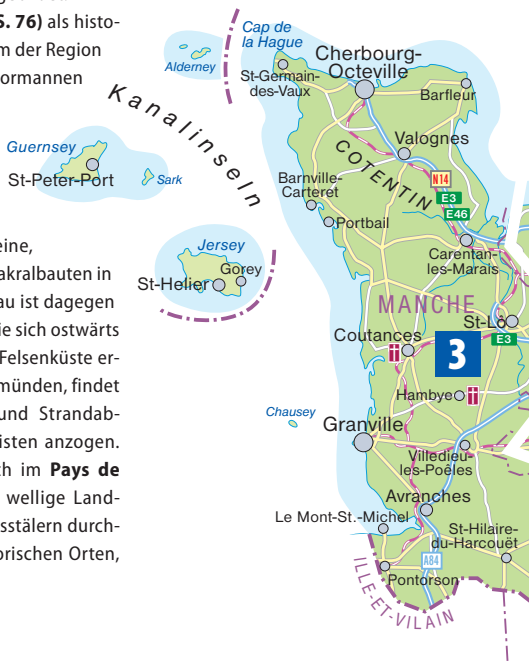 S. 76) als histo-
m der Region
ormannen
eine,
akralbauten in
au ist dagegen
ie sich ostwärts
Felsenküste er-
münden, findet
und Strandab-
isten anzogen.
ch im Pays de
wellige Land-
sstälern durch-
orischen Orten,
Cap de
la Hague
Alderney
Cherbourg-
Octeville
St-Germain-
des-Vaux
Barfleur
Kanalinseln
Valognes
COTENTIN
Guernsey
St-Peter-Port
Sark
N14
E3
E46
Barnville-
Carteret
Portbail
Jersey
Gorey
St-Helier
Carentan-
les-Marais
MANCHE
St-Lô
E3
Coutances
3
Hambye
Chausey
Granville
Villedieu-
les-Poêles
Avranches
Le Mont-St.-Michel
St-Hilaire-
du-Harcouët
A84
Pontorson
ILLE-ET-VILAIN